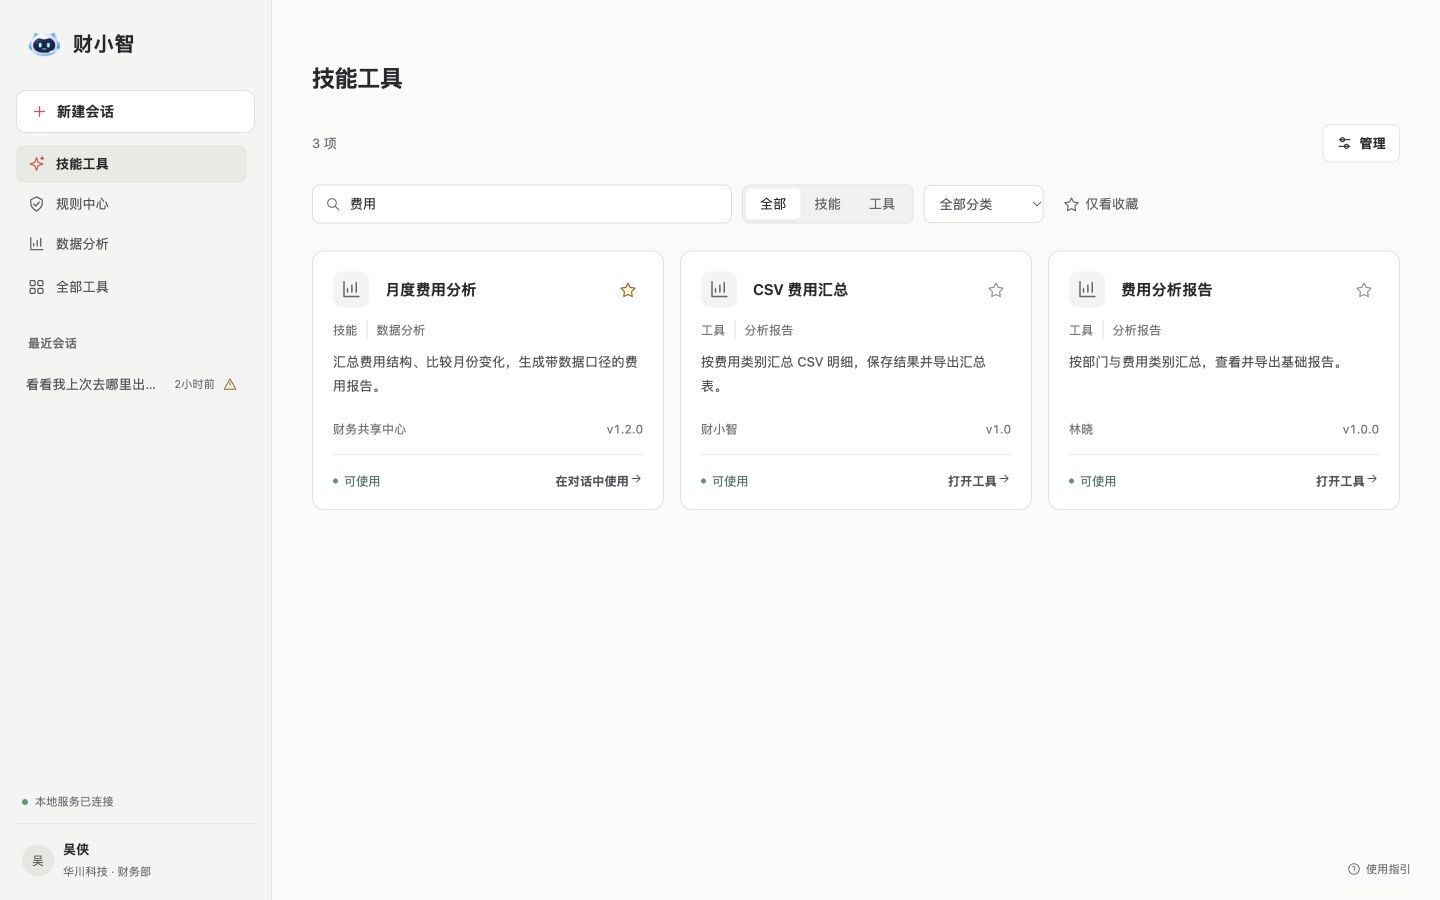 财小智
新建会话
技能工具
规则中心
数据分析
全部工具
最近会话
看看我上次去哪里出... 2小时前
本地服务已连接
吴
吴侠
华川科技 · 财务部
技能工具
3 项
管理
费用
全部 技能 工具
全部分类
仅看收藏
月度费用分析
技能 数据分析
汇总费用结构、比较月份变化，生成带数据口径的费
用报告。
财务共享中心 v1.2.0
可使用 在对话中使用
CSV 费用汇总
工具 分析报告
按费用类别汇总 CSV 明细，保存结果并导出汇总
表。
财小智 v1.0
可使用 打开工具
费用分析报告
工具 分析报告
按部门与费用类别汇总，查看并导出基础报告。
林晓 v1.0.0
可使用 打开工具
使用指引